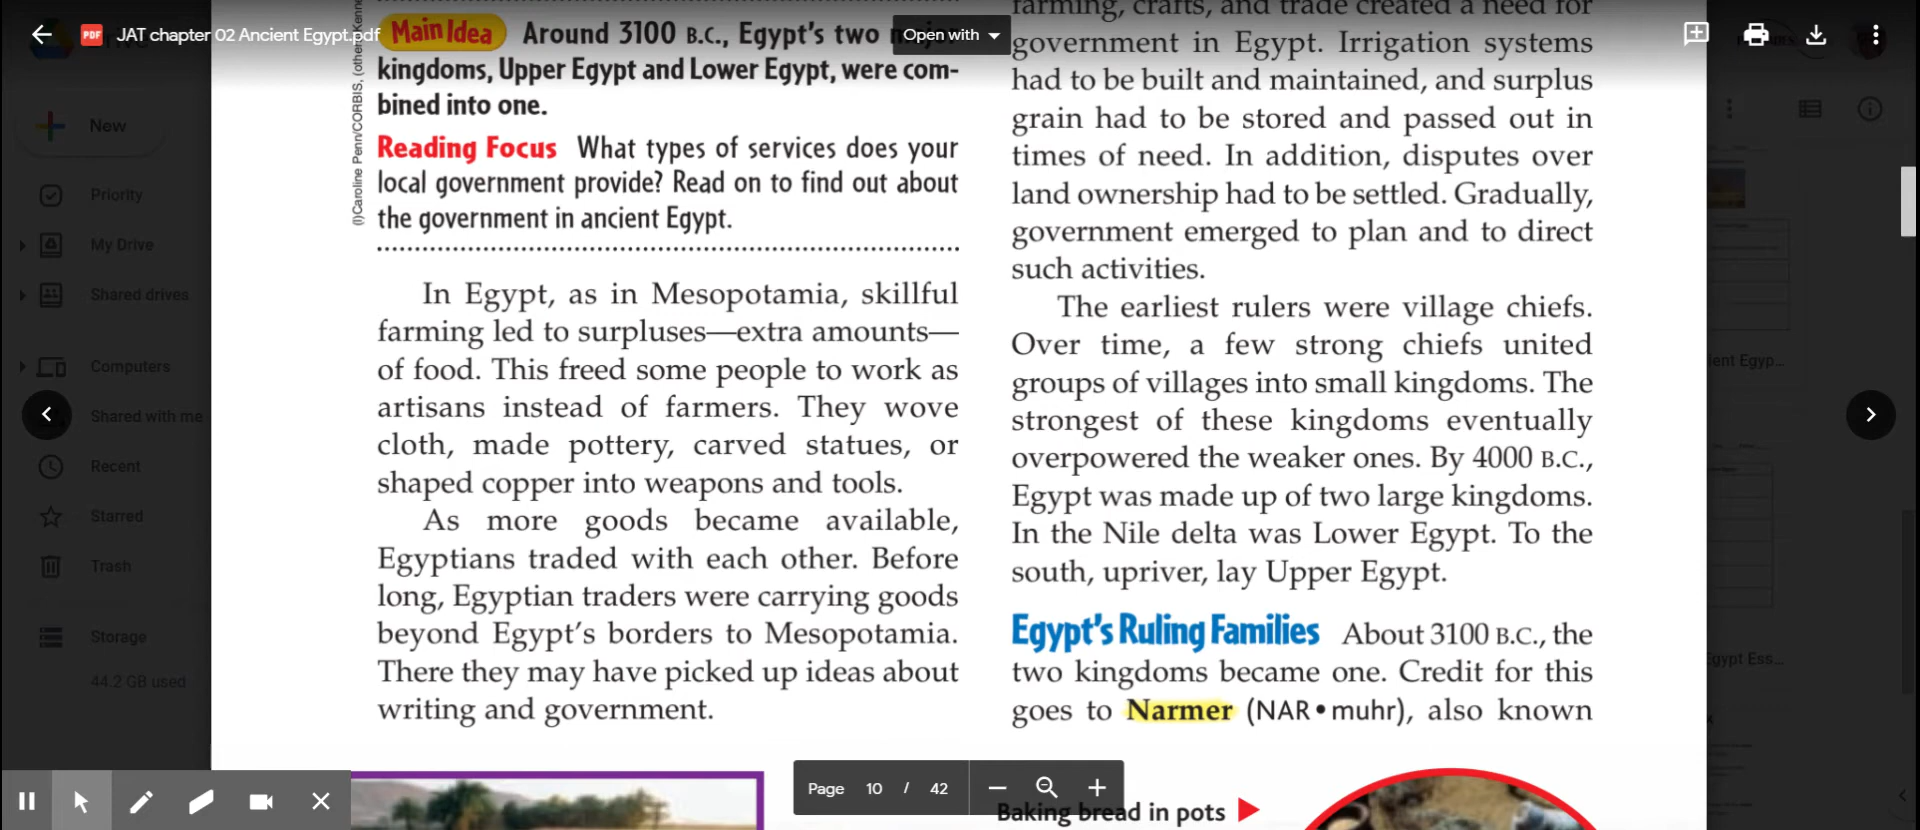 JAT chapter 02 Ancient Egypt.pdf
Open with
New
Priority
My Drive
Shared drives
Computers
Shared with me
Recent
Starred
Trash
Storage
44.2 GB used
(l)Caroline Penn/CORBIS, (other)Kenne
Main Idea Around 3100 B.C., Egypt's two
kingdoms, Upper Egypt and Lower Egypt, were com-
bined into one.
Reading Focus What types of services does your
local government provide? Read on to find out about
the government in ancient Egypt.
In Egypt, as in Mesopotamia, skillful
farming led to surpluses—extra amounts—
of food. This freed some people to work as
artisans instead of farmers. They wove
cloth, made pottery, carved statues, or
shaped copper into weapons and tools.
As more goods became available,
Egyptians traded with each other. Before
long, Egyptian traders were carrying goods
beyond Egypt's borders to Mesopotamia.
There they may have picked up ideas about
writing and government.
farming, crafts, and trade created a need for
government in Egypt. Irrigation systems
had to be built and maintained, and surplus
grain had to be stored and passed out in
times of need. In addition, disputes over
land ownership had to be settled. Gradually,
government emerged to plan and to direct
such activities.
The earliest rulers were village chiefs.
Over time, a few strong chiefs united
groups of villages into small kingdoms. The
strongest of these kingdoms eventually
overpowered the weaker ones. By 4000 B.C.,
Egypt was made up of two large kingdoms.
In the Nile delta was Lower Egypt. To the
south, upriver, lay Upper Egypt.
Egypt's Ruling Families About 3100 B.C., the
two kingdoms became one. Credit for this
goes to Narmer (NAR•muhr), also known
Page 10 / 42
Baking bread in pots
ient Egyp...
gypt Ess...